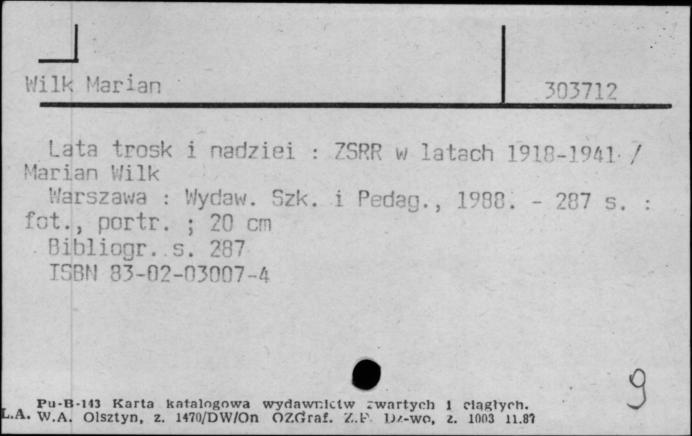 Wilk Marian
303712
Lata trosk i nadziei : ZSRR w latach 1918-1941 /
Marian Wilk
Warszawa : Wydaw. Szk. i Pedag., 1988. - 287 s. :
fot., portr. ; 20 cm
Bibliogr. s. 287
ISBN 83-02-03007-4
9
Pu-B-143 Karta katalogowa wydawnictw zwartych i ciągłych.
L.A. W.A. Olsztyn, z. 1470/DW/On OZGraf. Z.P. Dz-wo, z. 1003 11.87